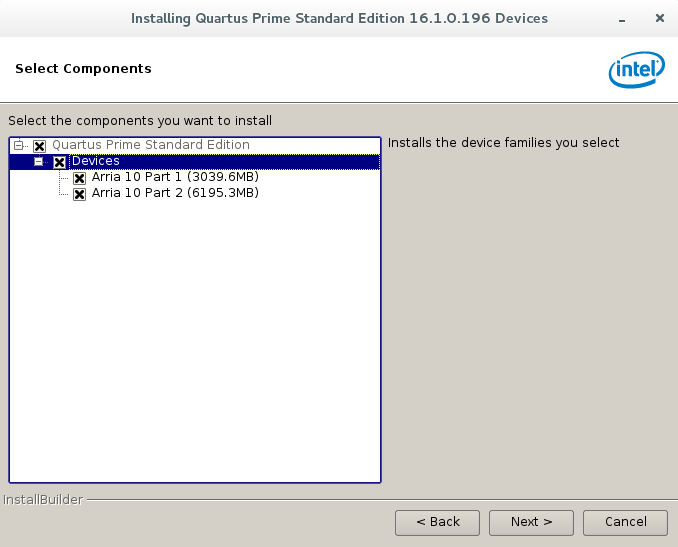 Installing Quartus Prime Standard Edition 16.1.0.196 Devices
Select Components
intel
Select the components you want to install
Quartus Prime Standard Edition
Installs the device families you select
Devices
Arria 10 Part 1 (3039.6MB)
Arria 10 Part 2 (6195.3MB)
InstallBuilder
< Back
Next >
Cancel